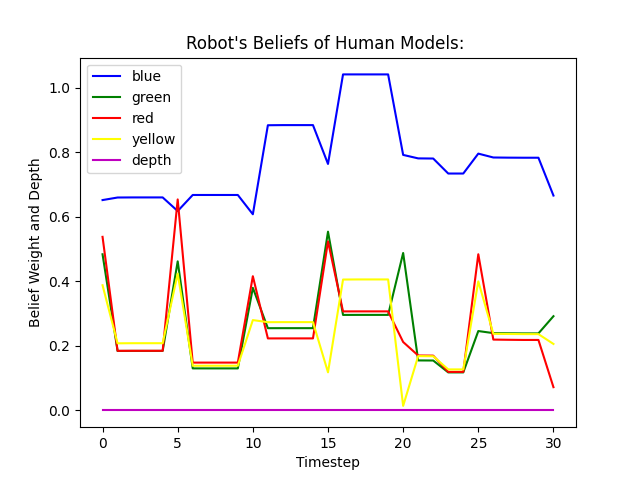 Robot's Beliefs of Human Models:
blue
green
red
yellow
depth
Belief Weight and Depth
1.0
0.8
0.6
0.4
0.2
0.0
0 5 10 15 20 25 30
Timestep